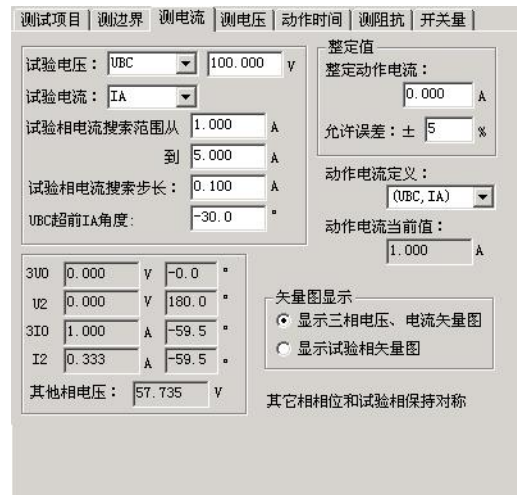 测试项目 测边界 测电流 测电压 动作时间 测阻抗 开关量
试验电压： UBC 100.000 V
试验电流： IA
试验相电流搜索范围从 1.000 A
到 5.000 A
试验相电流搜索步长： 0.100 A
UBC超前IA角度: -30.0 °
整定值
整定动作电流：
0.000 A
允许误差：± 5 %
动作电流定义：
(UBC,IA)
动作电流当前值：
1.000 A
3U0 0.000 V -0.0 °
U2 0.000 V 180.0 °
3I0 1.000 A -59.5 °
I2 0.333 A -59.5 °
其他相电压： 57.735 V
矢量图显示
显示三相电压、电流矢量图
显示试验相矢量图
其它相相位和试验相保持对称